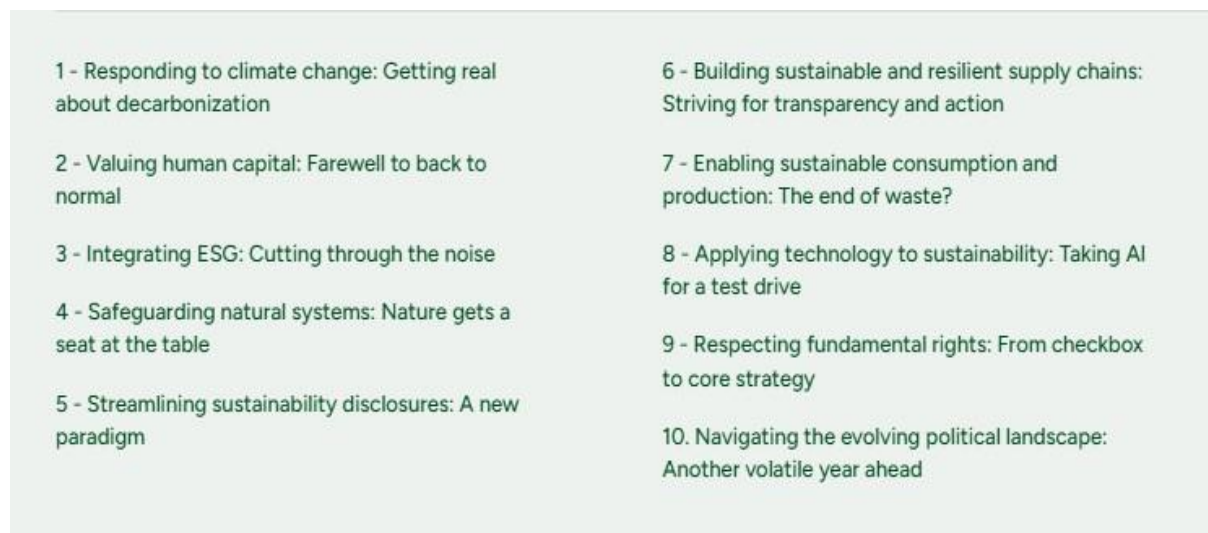 1 - Responding to climate change: Getting real
about decarbonization
2 - Valuing human capital: Farewell to back to
normal
3 - Integrating ESG: Cutting through the noise
4 - Safeguarding natural systems: Nature gets a
seat at the table
5 - Streamlining sustainability disclosures: A new
paradigm
6 - Building sustainable and resilient supply chains:
Striving for transparency and action
7 - Enabling sustainable consumption and
production: The end of waste?
8 - Applying technology to sustainability: Taking AI
for a test drive
9 - Respecting fundamental rights: From checkbox
to core strategy
10. Navigating the evolving political landscape:
Another volatile year ahead